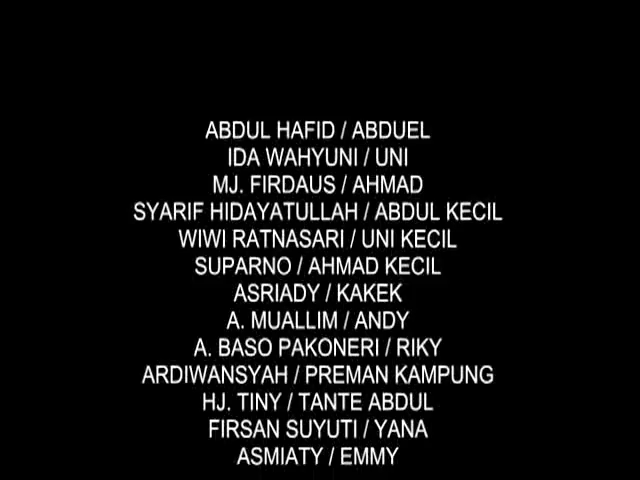 ABDUL HAFID / ABDUEL
IDA WAHYUNI / UNI
MJ. FIRDAUS / AHMAD
SYARIF HIDAYATULLAH / ABDUL KECIL
WIWI RATNASARI / UNI KECIL
SUPARNO / AHMAD KECIL
ASRIADY / KAKEK
A. MUALLIM / ANDY
A. BASO PAKONERI / RIKY
ARDIWANSYAH / PREMAN KAMPUNG
HJ. TINY / TANTE ABDUL
FIRSAN SUYUTI / YANA
ASMIATY / EMMY